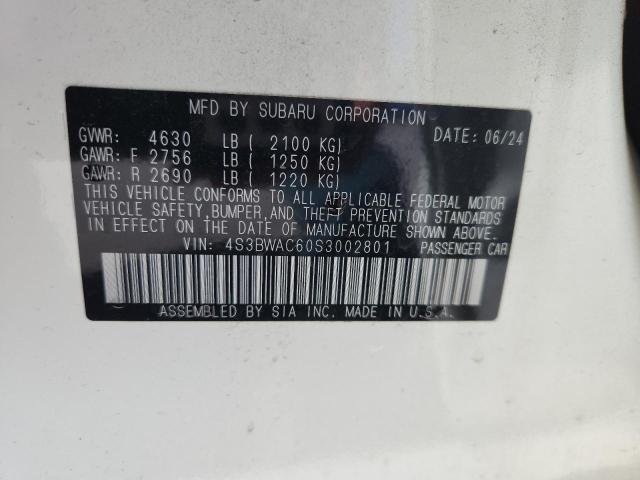 MFD BY SUBARU CORPORATION
GVWR: 4630 LB ( 2100 KG) DATE: 06/24
GAWR: F 2756 LB ( 1250 KG)
GAWR: R 2690 LB ( 1220 KG)
THIS VEHICLE CONFORMS TO ALL APPLICABLE FEDERAL MOTOR
VEHICLE SAFETY, BUMPER, AND THEFT PREVENTION STANDARDS
IN EFFECT ON THE DATE OF MANUFACTURE SHOWN ABOVE.
VIN: 4S3BWAC60S3002801 PASSENGER CAR
ASSEMBLED BY SIA INC. MADE IN U.S.A.